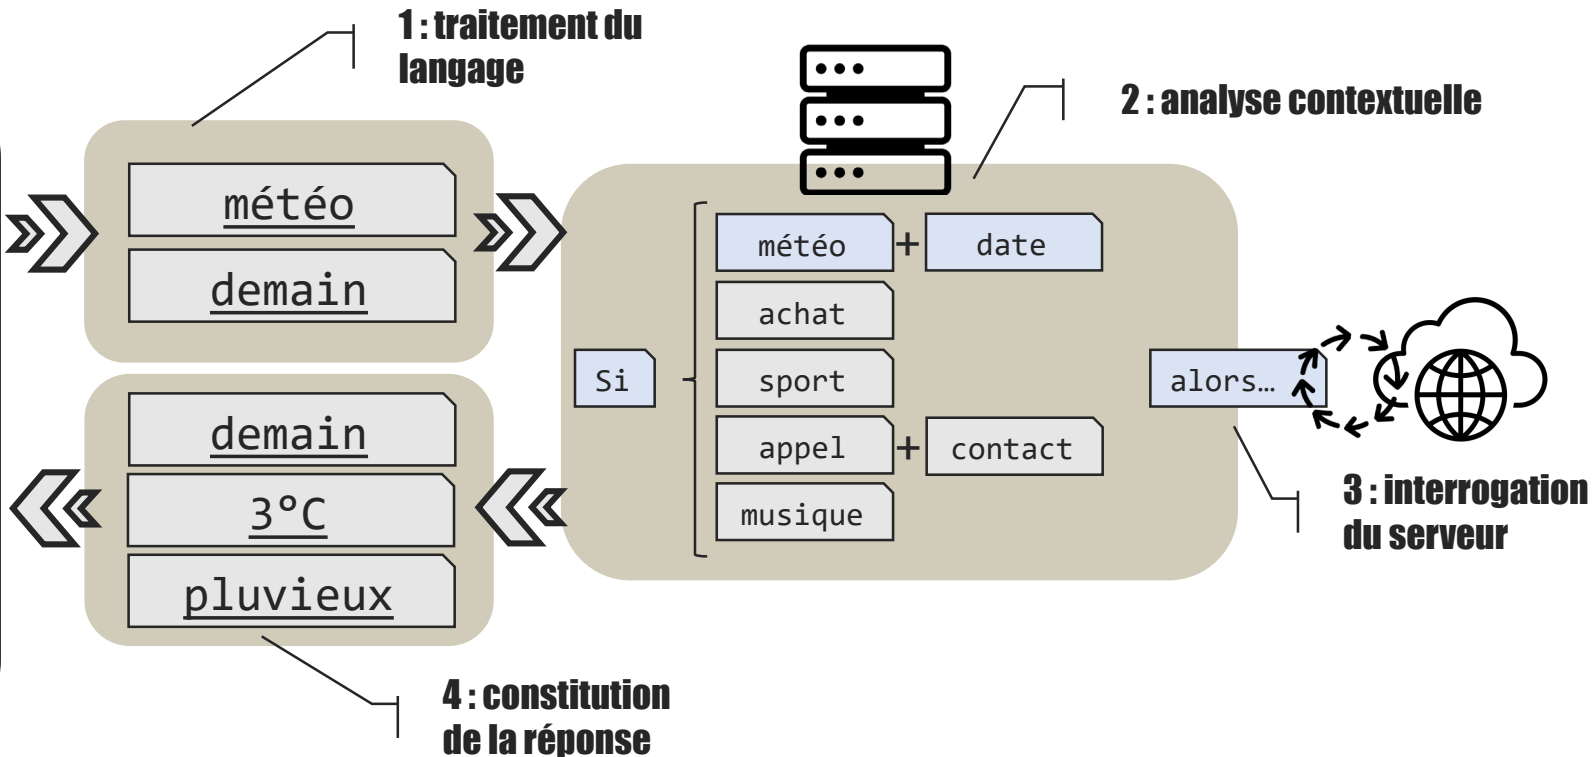 1 : traitement du
langage
météo
demain
2 : analyse contextuelle
Si
météo + date
achat
sport
appel + contact
musique
alors…
3 : interrogation
du serveur
demain
3°C
pluvieux
4 : constitution
de la réponse